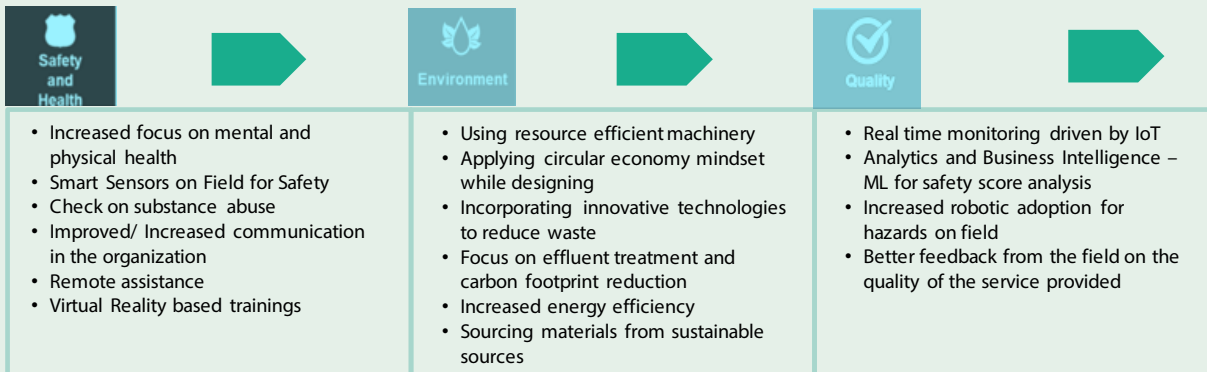 Safety
and
Health
• Increased focus on mental and
physical health
• Smart Sensors on Field for Safety
• Check on substance abuse
• Improved/ Increased communication
in the organization
• Remote assistance
• Virtual Reality based trainings
Environment
• Using resource efficient machinery
• Applying circular economy mindset
while designing
• Incorporating innovative technologies
to reduce waste
• Focus on effluent treatment and
carbon footprint reduction
• Increased energy efficiency
• Sourcing materials from sustainable
sources
Quality
• Real time monitoring driven by IoT
• Analytics and Business Intelligence –
ML for safety score analysis
• Increased robotic adoption for
hazards on field
• Better feedback from the field on the
quality of the service provided